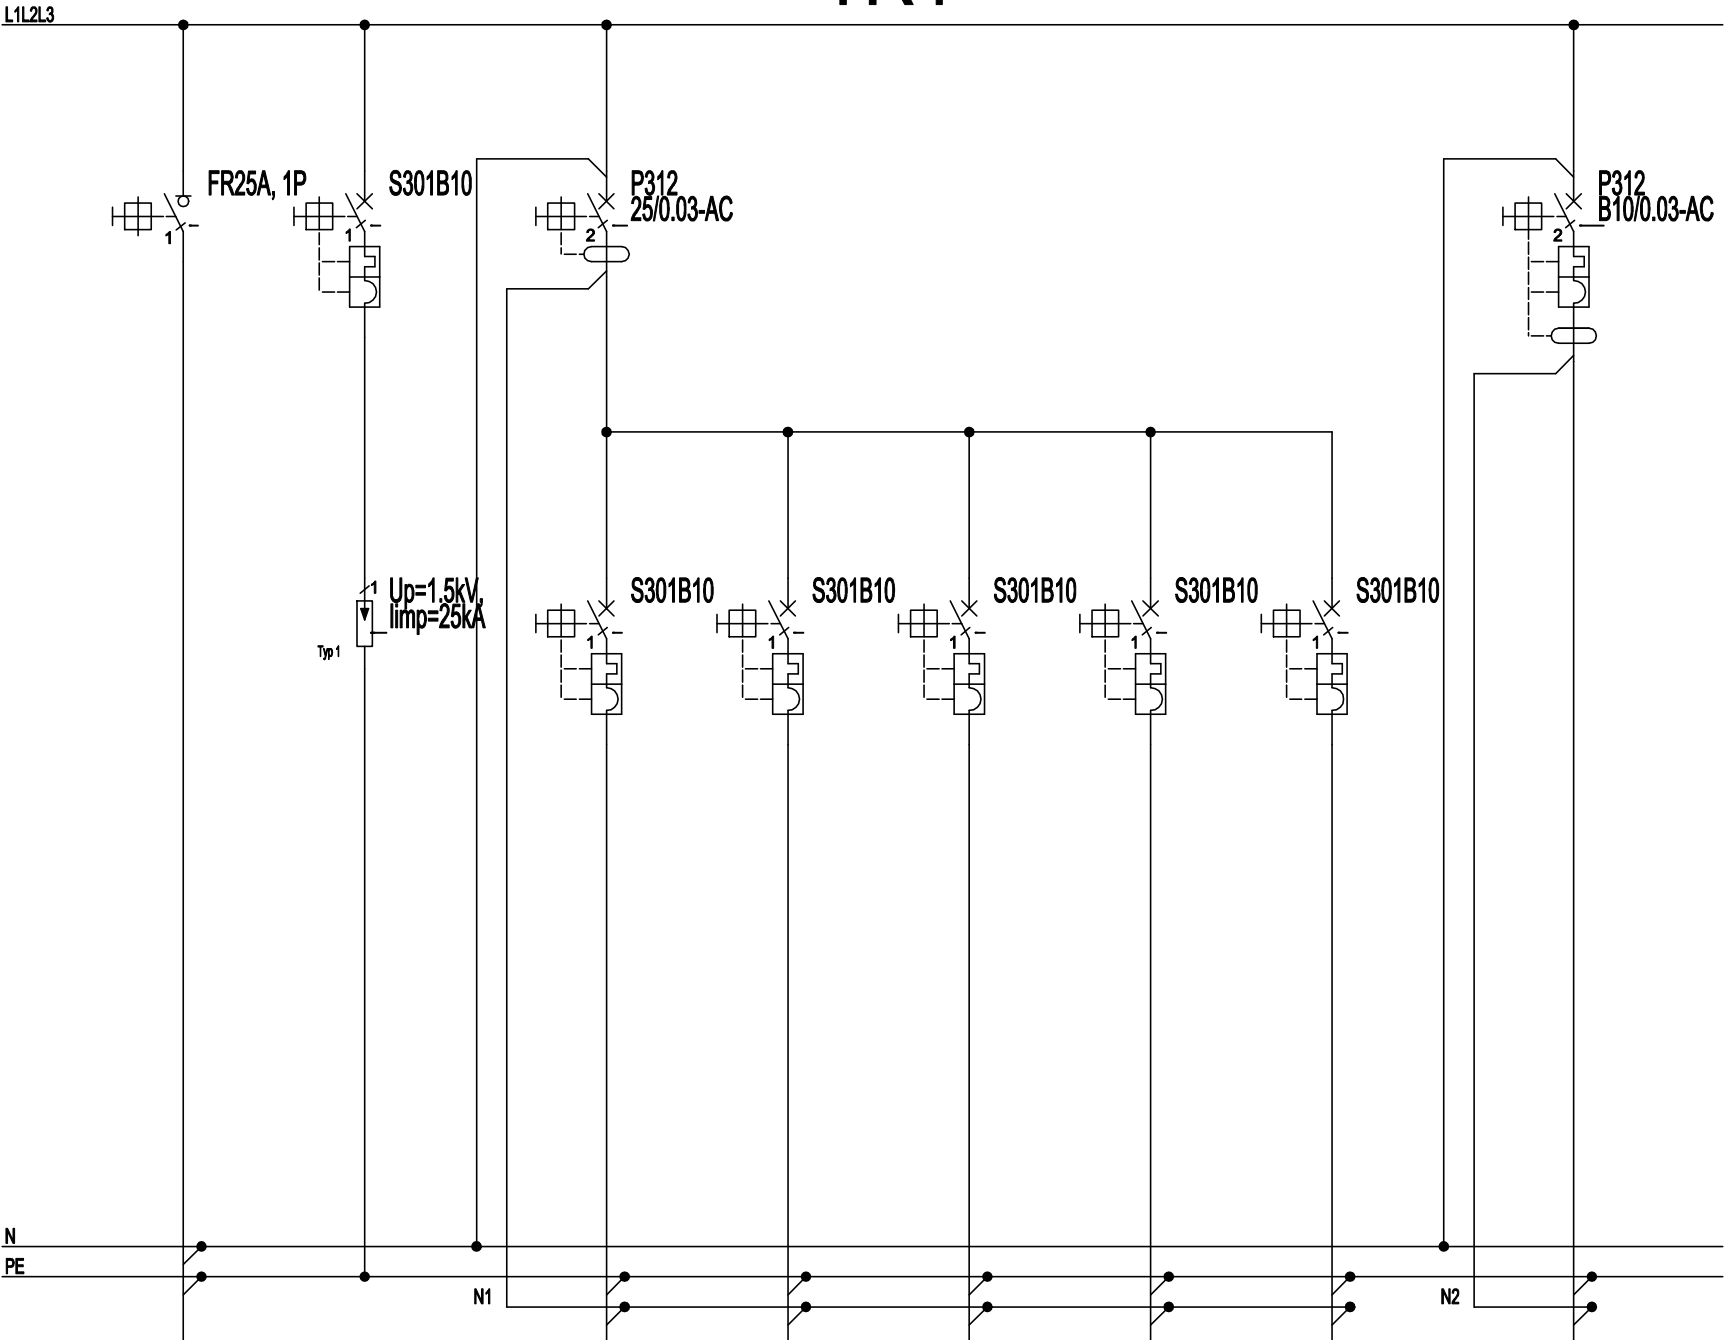 L1L2L3
FR25A, 1P
1
S301B10
1
P312
25/0.03-AC
2
P312
B10/0.03-AC
2
1
Up=1.5kV,
Iimp=25kA
Typ 1
S301B10
1
S301B10
1
S301B10
1
S301B10
1
S301B10
1
N
PE
N1
N2